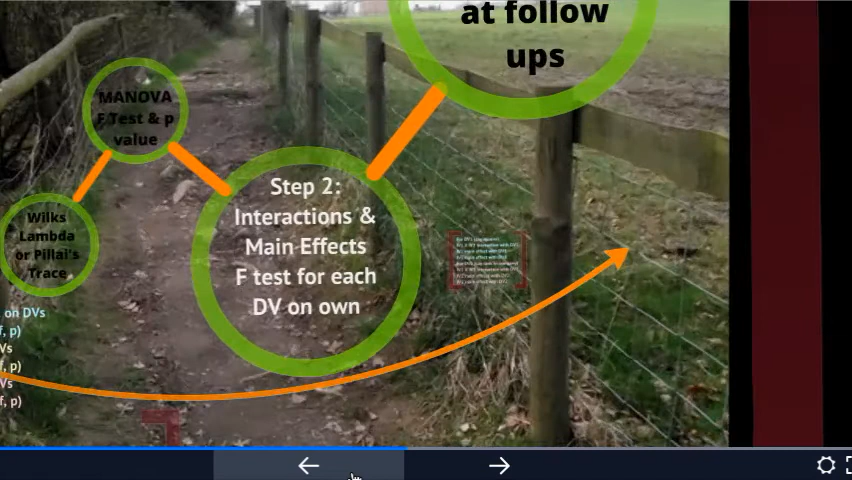 at follow
ups
MANOVA
F Test & p
value
Step 2:
Interactions &
Main Effects
F test for each
DV on own
Wilks
Lambda
or Pillai's
Trace
on DVs
f, p)
Vs
f, p)
Vs
f, p)